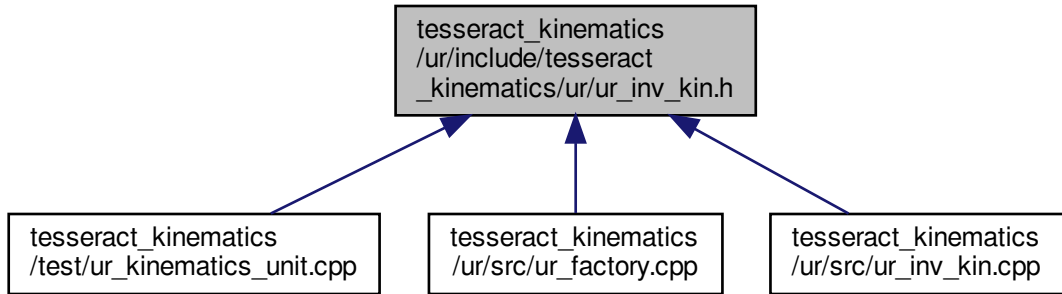 tesseract_kinematics
/ur/include/tesseract
_kinematics/ur/ur_inv_kin.h
tesseract_kinematics
/test/ur_kinematics_unit.cpp
tesseract_kinematics
/ur/src/ur_factory.cpp
tesseract_kinematics
/ur/src/ur_inv_kin.cpp